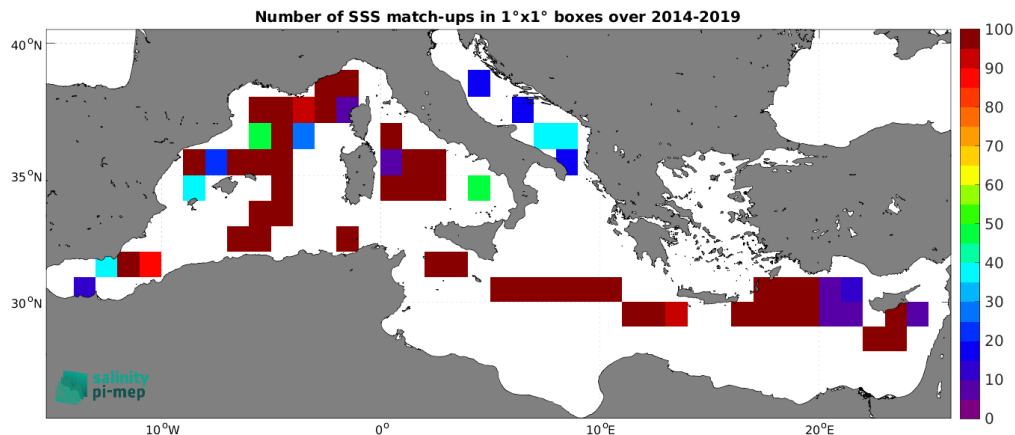 Number of SSS match-ups in 1°x1° boxes over 2014-2019
40°N
35°N
30°N
10°W
0°
10°E
20°E
100
90
80
70
60
50
40
30
20
10
0
salinity
pi-mep